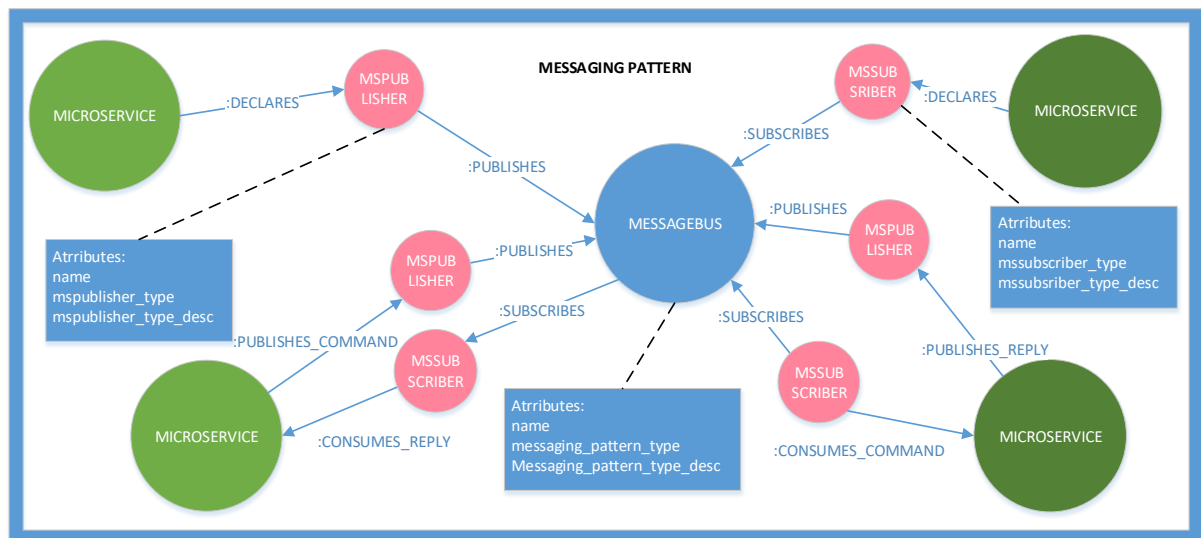 MESSAGING PATTERN
MICROSERVICE
:DECLARES
MSPUB
LISHER
:PUBLISHES
MSSUB
SRIBER
:DECLARES
MICROSERVICE
:SUBSCRIBES
MESSAGEBUS
Atrributes:
name
mspublisher_type
mspublisher_type_desc
MSPUB
LISHER
:PUBLISHES
:PUBLISHES
MSPUB
LISHER
Atrributes:
name
mssubscriber_type
mssubsriber_type_desc
:SUBSCRIBES
:PUBLISHES_COMMAND
MSSUB
SCRIBER
:SUBSCRIBES
MSSUB
SCRIBER
:PUBLISHES_REPLY
MICROSERVICE
:CONSUMES_REPLY
Atrributes:
name
messaging_pattern_type
Messaging_pattern_type_desc
:CONSUMES_COMMAND
MICROSERVICE